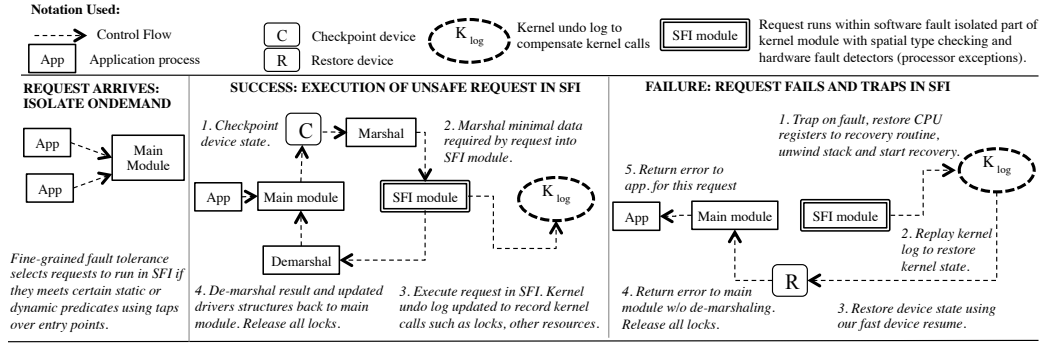 Notation Used:
Control Flow
App
Application process
C
Checkpoint device
R
Restore device
K log
Kernel undo log to
compensate kernel calls
SFI module
Request runs within software fault isolated part of
kernel module with spatial type checking and
hardware fault detectors (processor exceptions).
REQUEST ARRIVES:
ISOLATE ONDEMAND
App
App
Main
Module
Fine-grained fault tolerance
selects requests to run in SFI if
they meets certain static or
dynamic predicates using taps
over entry points.
SUCCESS: EXECUTION OF UNSAFE REQUEST IN SFI
1. Checkpoint
device state.
C
Marshal
2. Marshal minimal data
required by request into
SFI module.
App
Main module
SFI module
K log
Demarshal
4. De-marshal result and updated
drivers structures back to main
module. Release all locks.
3. Execute request in SFI. Kernel
undo log updated to record kernel
calls such as locks, other resources.
FAILURE: REQUEST FAILS AND TRAPS IN SFI
1. Trap on fault, restore CPU
registers to recovery routine,
unwind stack and start recovery.
K log
5. Return error to
app. for this request
App
Main module
SFI module
2. Replay kernel
log to restore
kernel state.
R
4. Return error to main
module w/o de-marshaling.
Release all locks.
3. Restore device state using
our fast device resume.